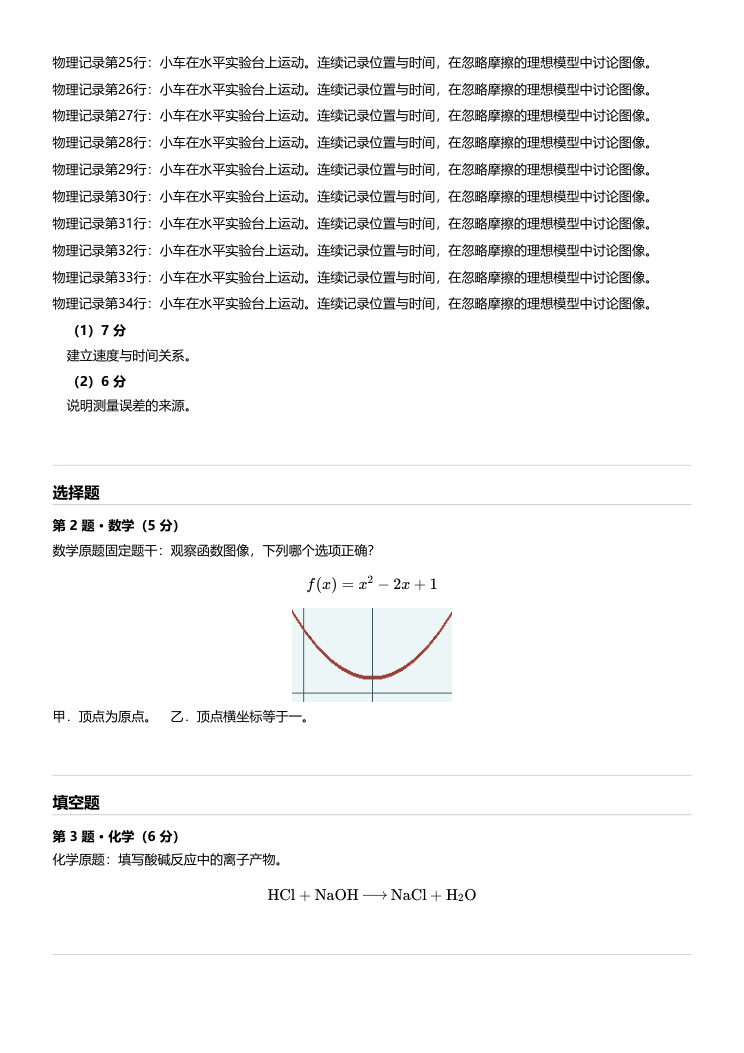 物理记录第25行：小车在水平实验台上运动。连续记录位置与时间，在忽略摩擦的理想模型中讨论图像。
物理记录第26行：小车在水平实验台上运动。连续记录位置与时间，在忽略摩擦的理想模型中讨论图像。
物理记录第27行：小车在水平实验台上运动。连续记录位置与时间，在忽略摩擦的理想模型中讨论图像。
物理记录第28行：小车在水平实验台上运动。连续记录位置与时间，在忽略摩擦的理想模型中讨论图像。
物理记录第29行：小车在水平实验台上运动。连续记录位置与时间，在忽略摩擦的理想模型中讨论图像。
物理记录第30行：小车在水平实验台上运动。连续记录位置与时间，在忽略摩擦的理想模型中讨论图像。
物理记录第31行：小车在水平实验台上运动。连续记录位置与时间，在忽略摩擦的理想模型中讨论图像。
物理记录第32行：小车在水平实验台上运动。连续记录位置与时间，在忽略摩擦的理想模型中讨论图像。
物理记录第33行：小车在水平实验台上运动。连续记录位置与时间，在忽略摩擦的理想模型中讨论图像。
物理记录第34行：小车在水平实验台上运动。连续记录位置与时间，在忽略摩擦的理想模型中讨论图像。
（1）7 分
建立速度与时间关系。
（2）6 分
说明测量误差的来源。
选择题
第 2 题 · 数学（5 分）
数学原题固定题干：观察函数图像，下列哪个选项正确？
f(x) = x² − 2x + 1
甲．顶点为原点。 乙．顶点横坐标等于一。
填空题
第 3 题 · 化学（6 分）
化学原题：填写酸碱反应中的离子产物。
HCl + NaOH ⟶ NaCl + H₂O